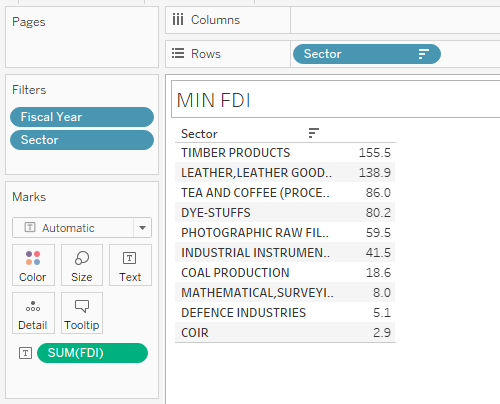 Pages
Columns
Rows
Sector
Filters
Fiscal Year
Sector
Marks
Automatic
Color
Size
Text
Detail
Tooltip
SUM(FDI)
MIN FDI
Sector
TIMBER PRODUCTS 155.5
LEATHER,LEATHER GOOD.. 138.9
TEA AND COFFEE (PROCE.. 86.0
DYE-STUFFS 80.2
PHOTOGRAPHIC RAW FIL.. 59.5
INDUSTRIAL INSTRUMEN.. 41.5
COAL PRODUCTION 18.6
MATHEMATICAL,SURVEYI.. 8.0
DEFENCE INDUSTRIES 5.1
COIR 2.9